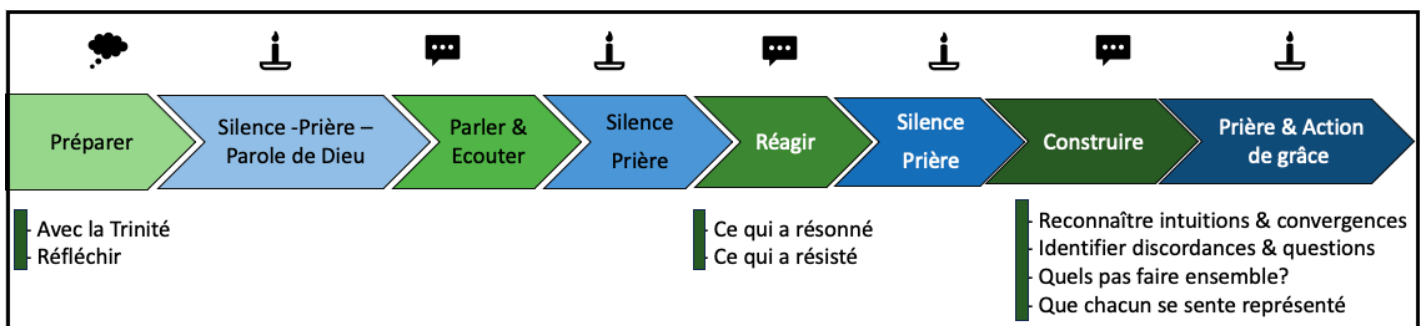 Préparer
Silence -Prière –
Parole de Dieu
Parler &
Ecouter
Silence
Prière
Réagir
Silence
Prière
Construire
Prière & Action
de grâce
- Avec la Trinité
- Réfléchir
- Ce qui a résonné
- Ce qui a résisté
- Reconnaître intuitions & convergences
- Identifier discordances & questions
- Quels pas faire ensemble?
- Que chacun se sente représenté